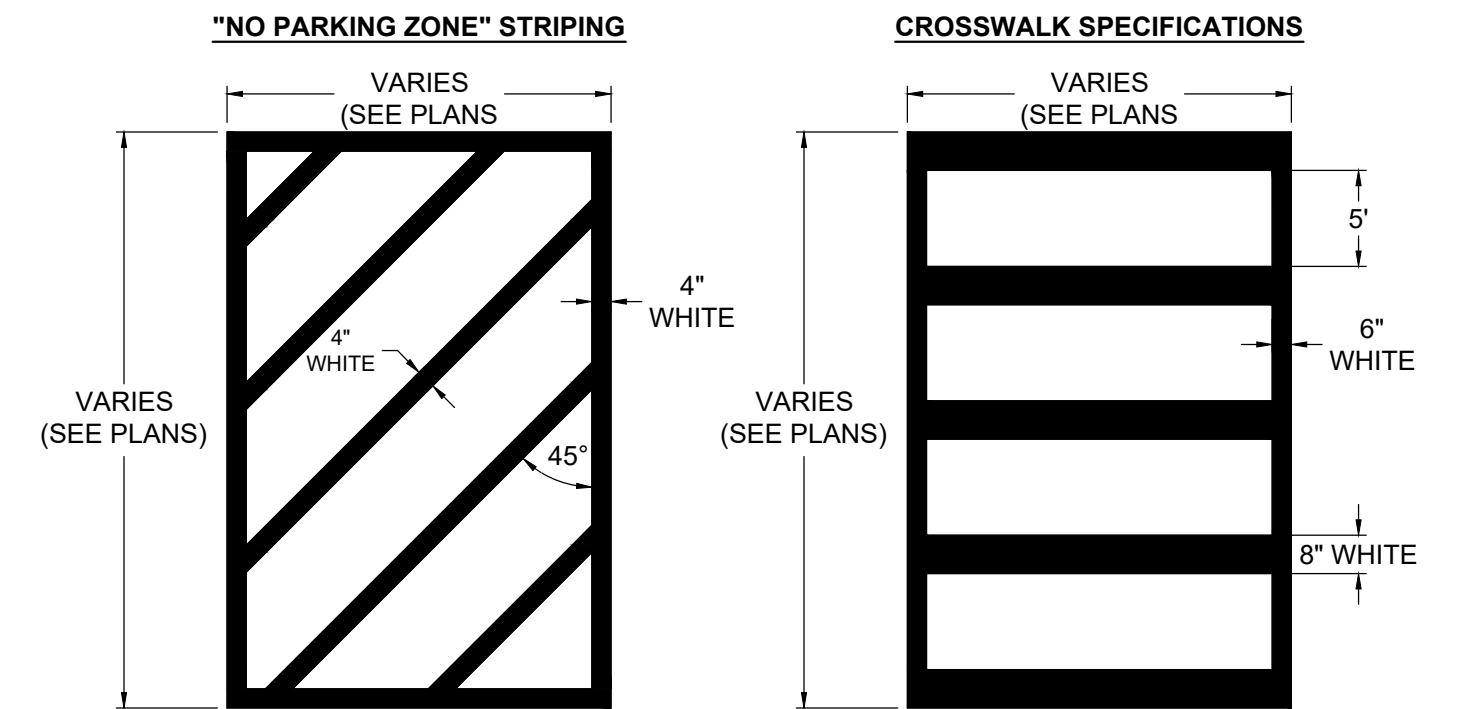 "NO PARKING ZONE" STRIPING
VARIES
(SEE PLANS
4"
WHITE
4"
WHITE
VARIES
(SEE PLANS)
45°
CROSSWALK SPECIFICATIONS
VARIES
(SEE PLANS
5'
6"
WHITE
VARIES
(SEE PLANS)
8" WHITE